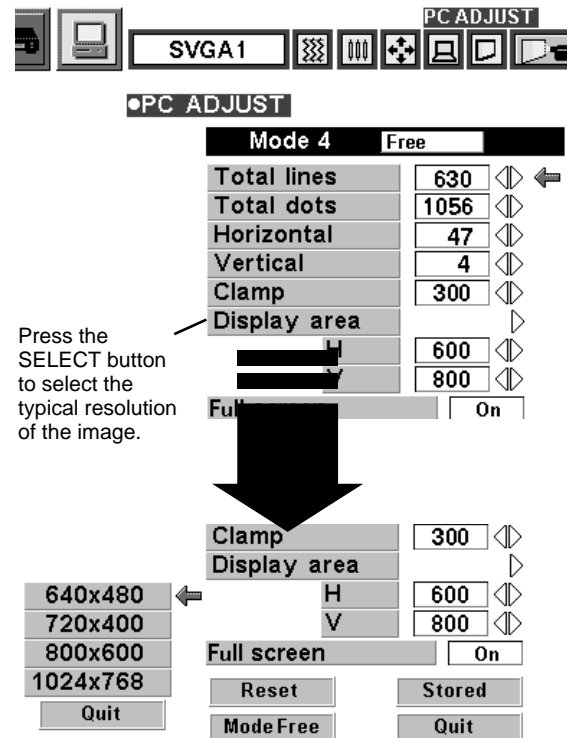 PC ADJUST
SVGA1
●PC ADJUST
Mode 4 Free
Total lines 630
Total dots 1056
Horizontal 47
Vertical 4
Clamp 300
Display area
H 600
V 800
Full screen On
Press the
SELECT button
to select the
typical resolution
of the image.
Clamp 300
Display area
H 600
V 800
Full screen On
640x480
720x400
800x600
1024x768
Quit
Reset Stored
Mode Free Quit